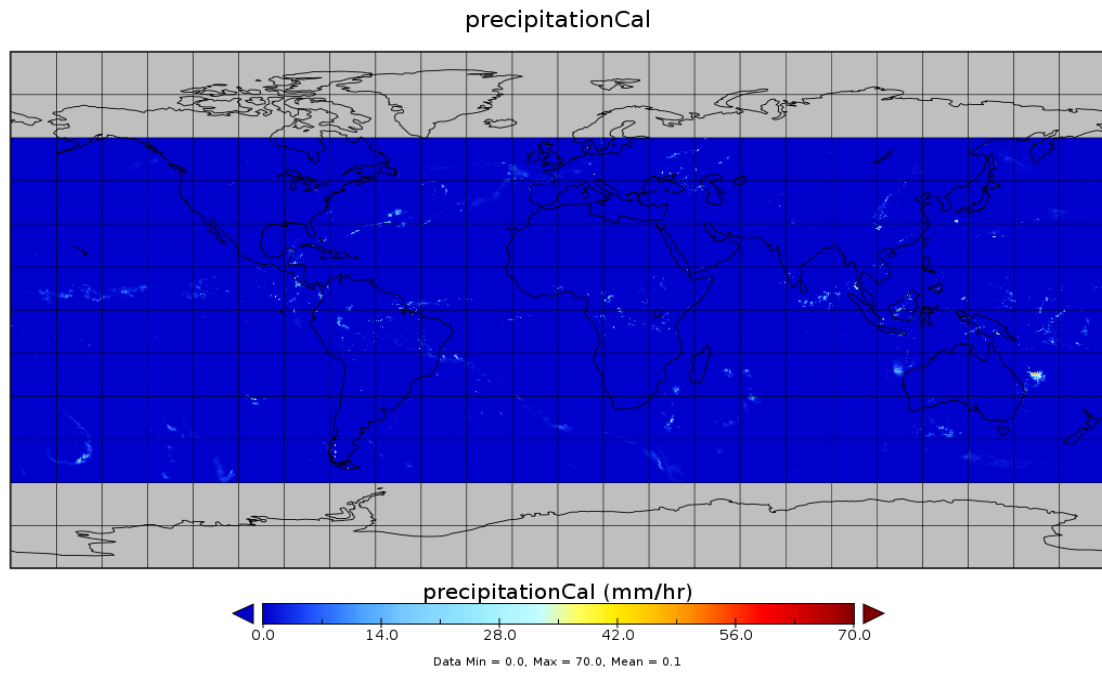 precipitationCal
precipitationCal (mm/hr)
0.0 14.0 28.0 42.0 56.0 70.0
Data Min = 0.0, Max = 70.0, Mean = 0.1